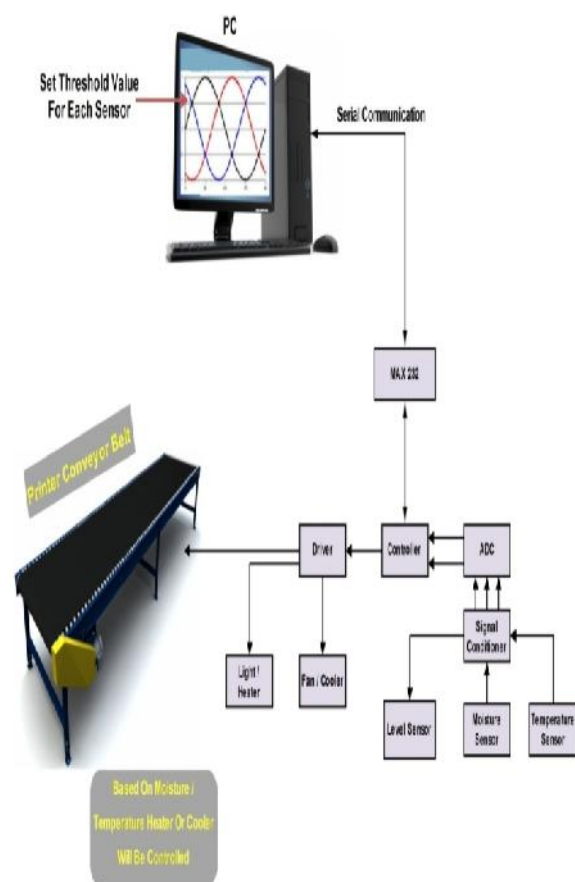 PC
Set Threshold Value
For Each Sensor
Serial Communication
MAX 232
Printer Conveyor Belt
Driver
Controller
ADC
Signal
Conditioner
Light /
Heater
Fan / Cooler
Level Sensor
Moisture
Sensor
Temperature
Sensor
Based On Moisture /
Temperature Heater Or Cooler
Will Be Controlled